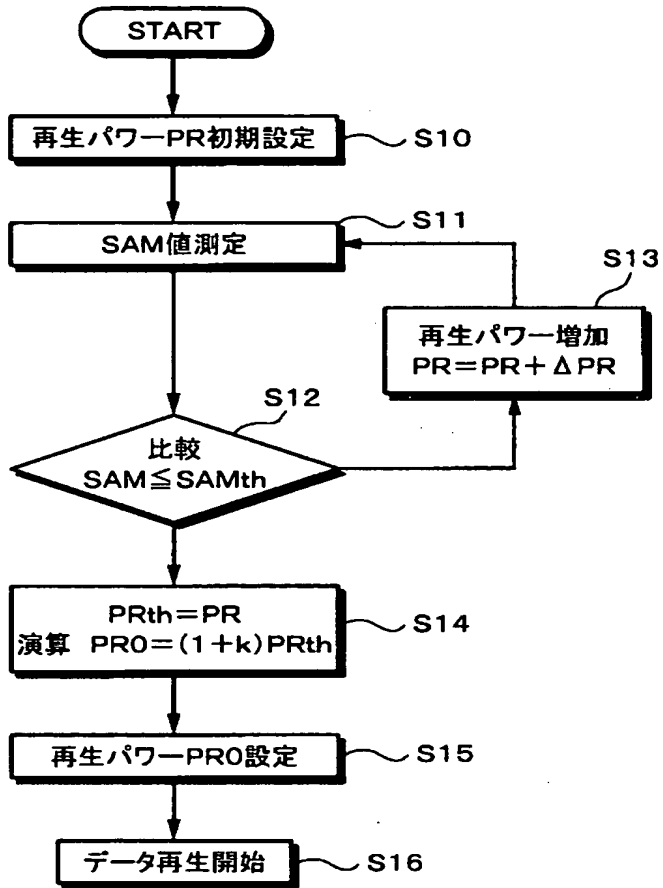 START
再生パワーPR初期設定
S10
SAM値測定
S11
再生パワー増加
PR=PR+ΔPR
S13
比較
SAM≦SAMth
S12
PRth=PR
演算 PR0=(1+k)PRth
S14
再生パワーPR0設定
S15
データ再生開始
S16